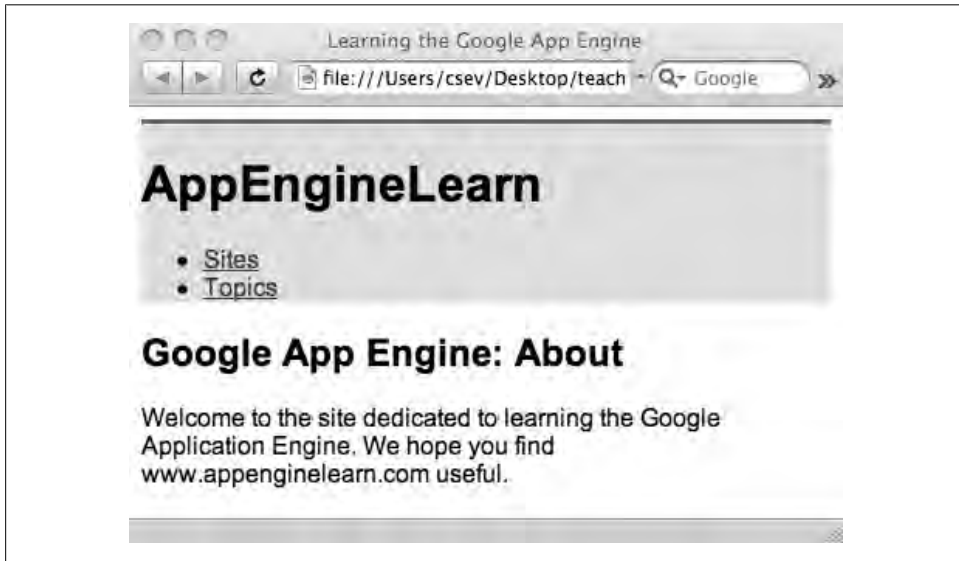 Learning the Google App Engine
file:///Users/csev/Desktop/teach
Google
AppEngineLearn
Sites
Topics
Google App Engine: About
Welcome to the site dedicated to learning the Google
Application Engine. We hope you find
www.appenginelearn.com useful.